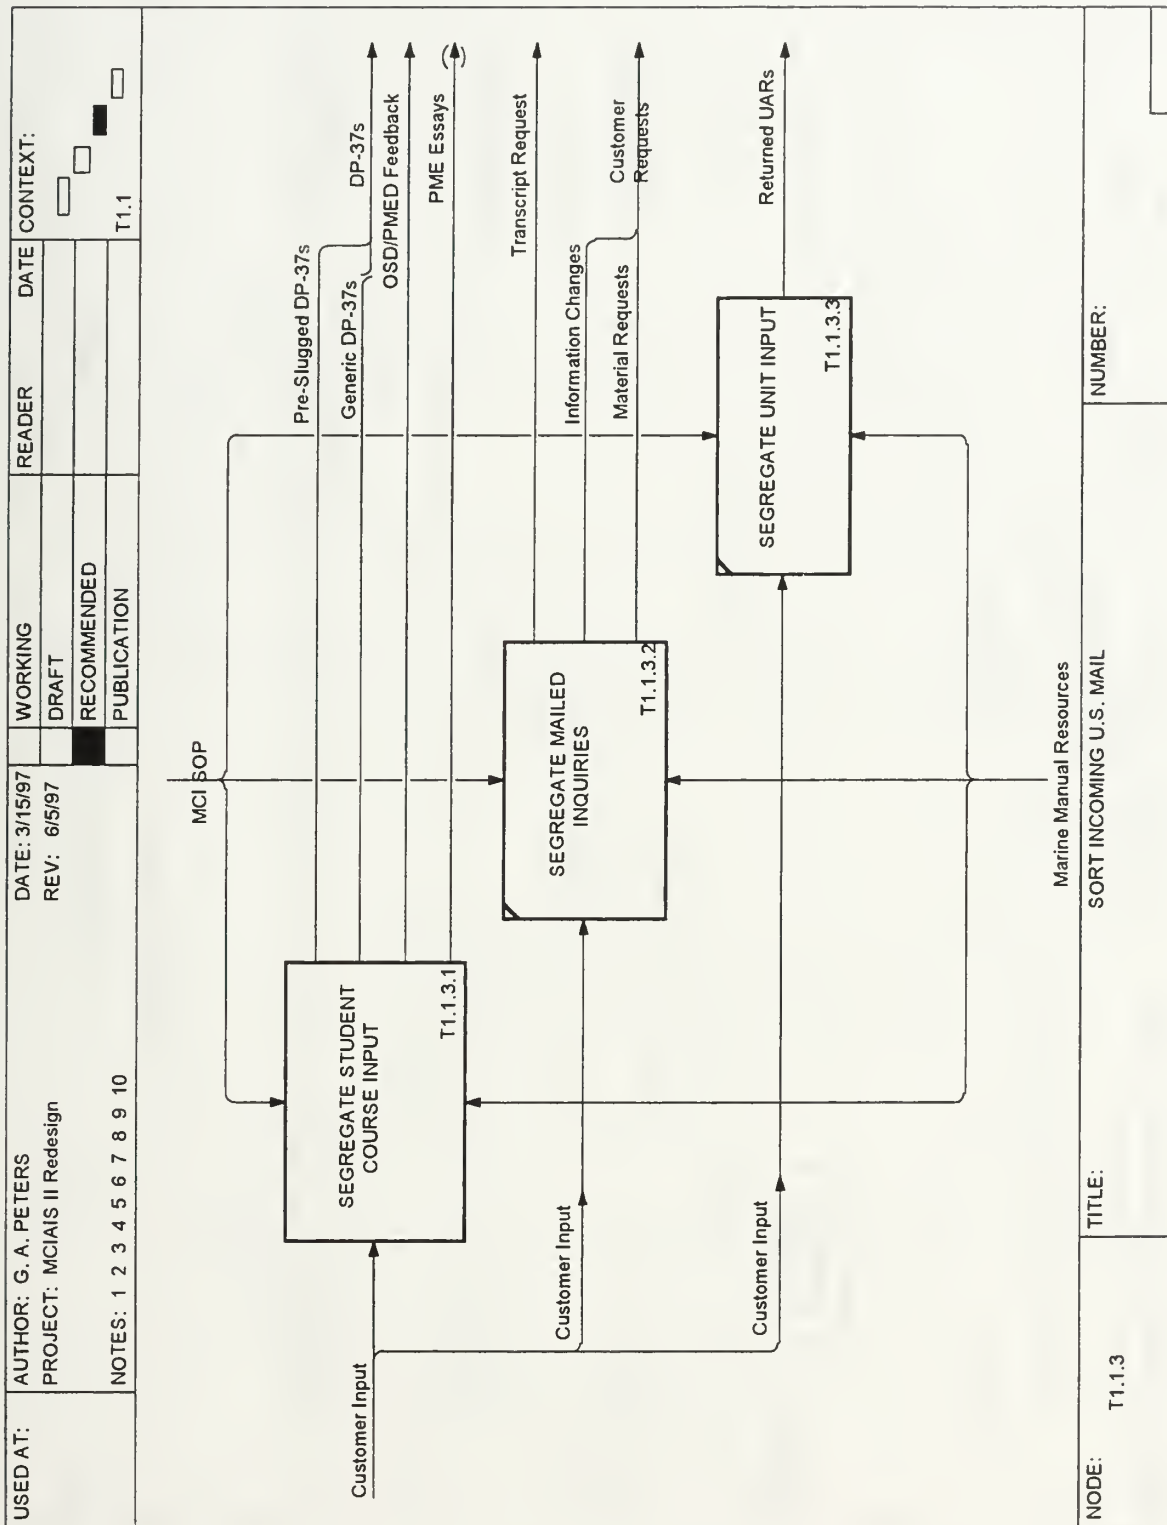 USED AT:
AUTHOR: G. A. PETERS
PROJECT: MCIAIS II Redesign
NOTES: 1 2 3 4 5 6 7 8 9 10
DATE: 3/15/97
REV: 6/5/97
WORKING
DRAFT
RECOMMENDED
PUBLICATION
READER
DATE
CONTEXT:
T1.1
MCI SOP
Customer Input
SEGREGATE STUDENT
COURSE INPUT
T1.1.3.1
Pre-Slugged DP-37s
Generic DP-37s
DP-37s
OSD/PMED Feedback
PME Essays
Customer Input
SEGREGATE MAILED
INQUIRIES
T1.1.3.2
Transcript Request
Information Changes
Material Requests
Customer
Requests
Customer Input
SEGREGATE UNIT INPUT
T1.1.3.3
Returned UARs
Marine Manual Resources
NODE:
T1.1.3
TITLE:
SORT INCOMING U.S. MAIL
NUMBER: